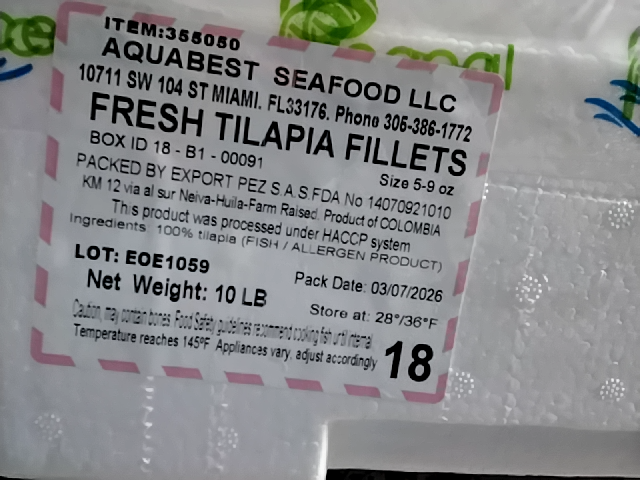 ITEM:355050
AQUABEST SEAFOOD LLC
10711 SW 104 ST MIAMI. FL33176. Phone 305-386-1772
FRESH TILAPIA FILLETS
Size 5-9 oz
BOX ID 18 - B1 - 00091
PACKED BY EXPORT PEZ S.A.S.FDA No 14070921010
KM 12 via al sur Neiva-Huila-Farm Raised. Product of COLOMBIA
This product was processed under HACCP system
Ingredients 100% tilapia (FISH / ALLERGEN PRODUCT)
LOT: EOE1059
Pack Date: 03/07/2026
Net Weight: 10 LB
Store at: 28°/36°F
Caution, may contain bones. Food Safety guidelines recommend cooking fish until internal
Temperature reaches 145ºF Appliances vary, adjust accordingly
18